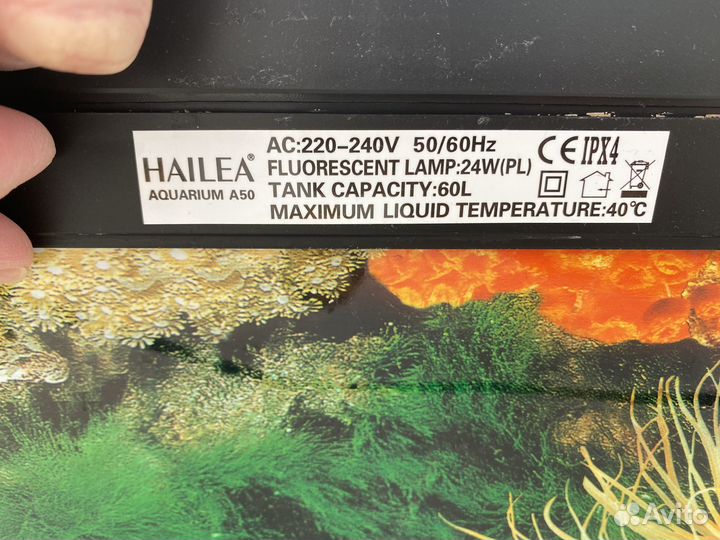 HAILEA®
AQUARIUM A50
AC:220-240V 50/60Hz
FLUORESCENT LAMP:24W(PL)
TANK CAPACITY:60L
MAXIMUM LIQUID TEMPERATURE:40℃
CE IPX4
Avito